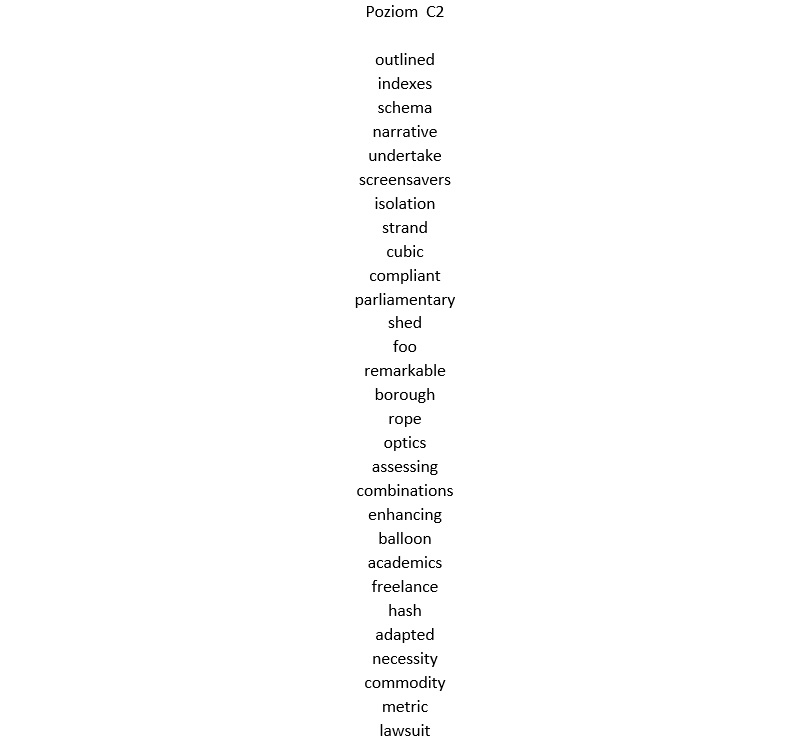 Poziom C2
outlined
indexes
schema
narrative
undertake
screensavers
isolation
strand
cubic
compliant
parliamentary
shed
foo
remarkable
borough
rope
optics
assessing
combinations
enhancing
balloon
academics
freelance
hash
adapted
necessity
commodity
metric
lawsuit